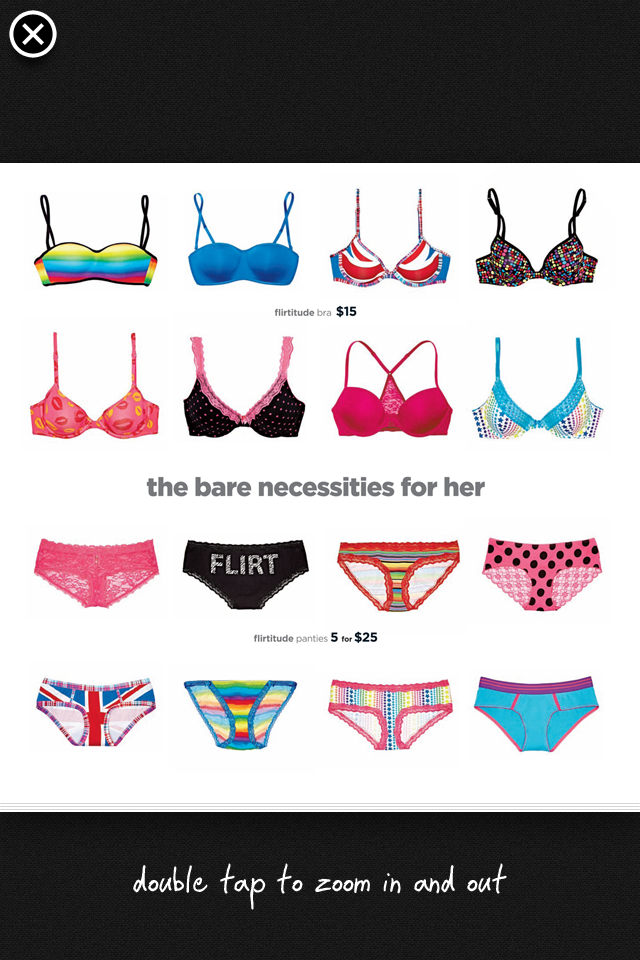 flirtitude bra $15
the bare necessities for her
FLIRT
flirtitude panties 5 for $25
double tap to zoom in and out